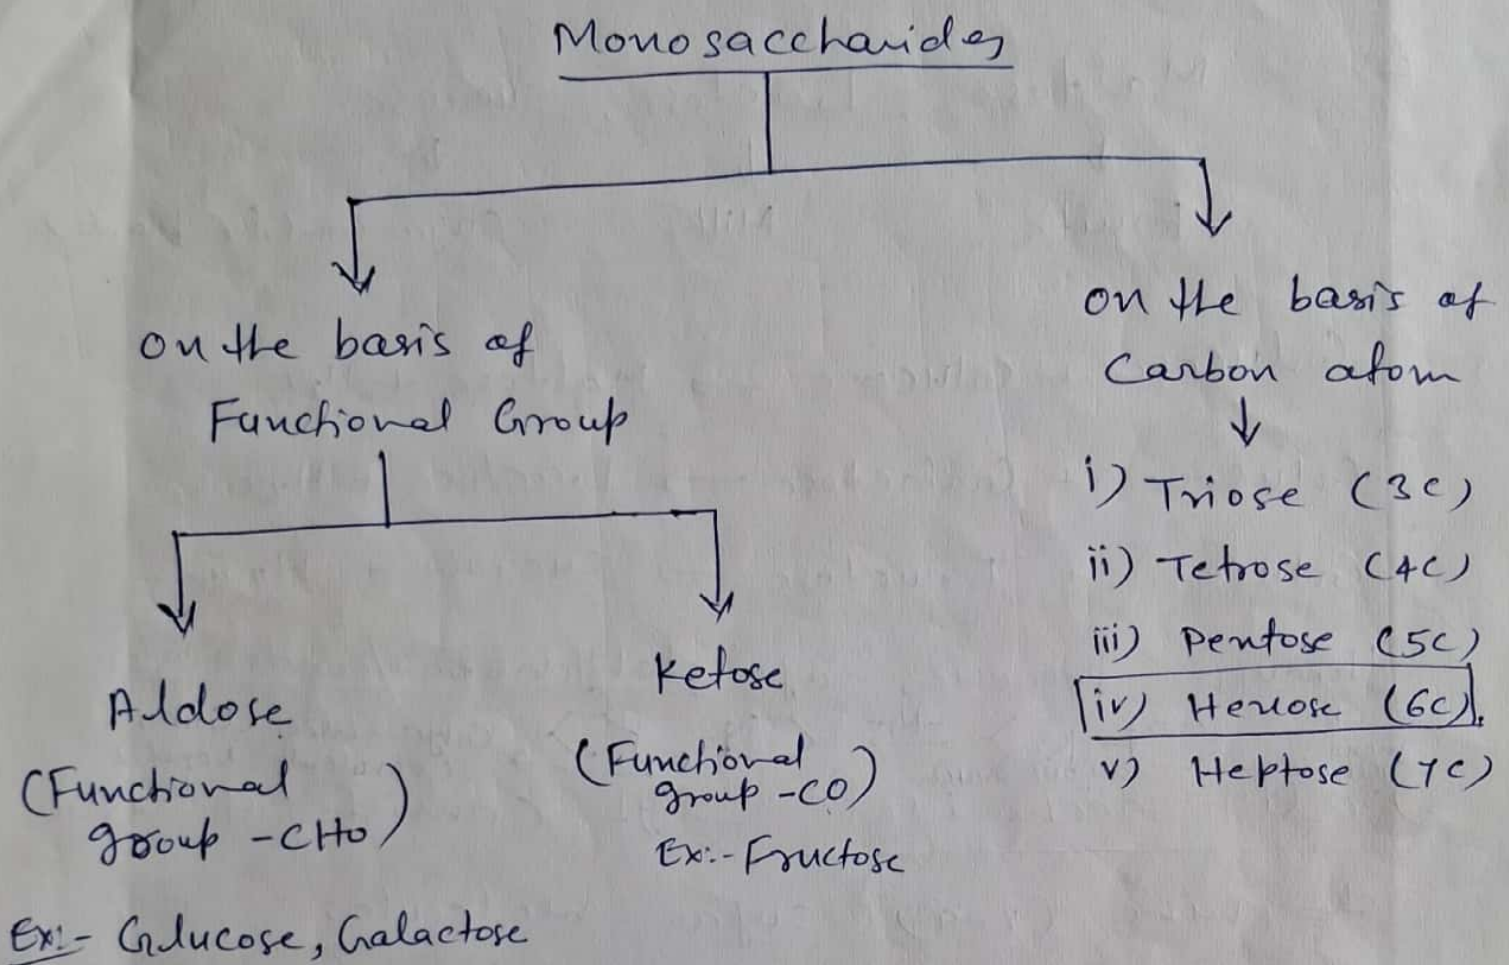 Monosaccharides
on the basis of
Functional Group
Aldose
(Functional
group -CHO)
Ex:- Glucose, Galactose
Ketose
(Functional
group -CO)
Ex:- Fructose
on the basis of
Carbon atom
i) Triose (3C)
ii) Tetrose (4C)
iii) Pentose (5C)
iv) Hexose (6C).
v) Heptose (7C)